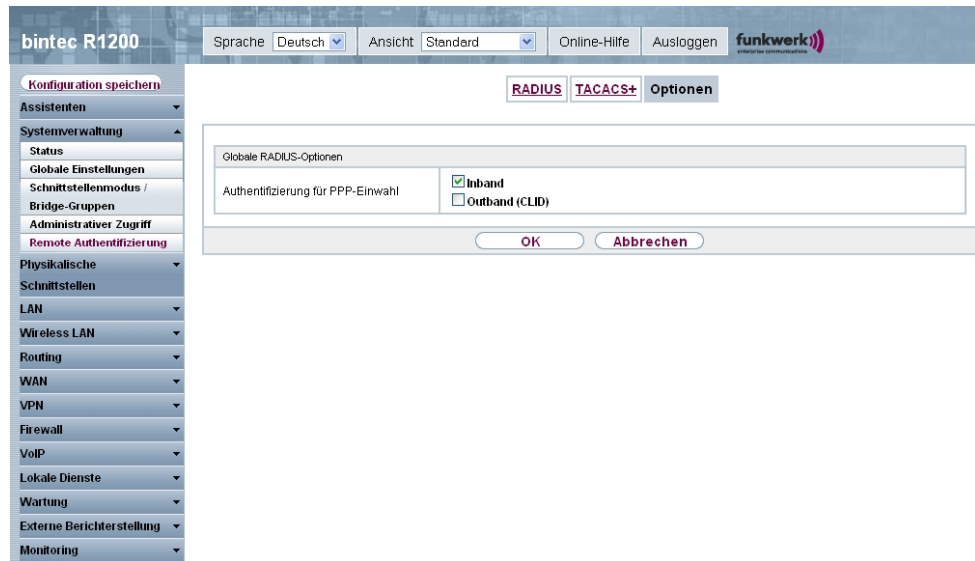 bintec R1200
Sprache Deutsch Ansicht Standard Online-Hilfe Ausloggen funkwerk
enterprise communications
Konfiguration speichern
Assistenten
Systemverwaltung
Status
Globale Einstellungen
Schnittstellenmodus /
Bridge-Gruppen
Administrativer Zugriff
Remote Authentifizierung
Physikalische
Schnittstellen
LAN
Wireless LAN
Routing
WAN
VPN
Firewall
VoIP
Lokale Dienste
Wartung
Externe Berichterstellung
Monitoring
RADIUS TACACS+ Optionen
Globale RADIUS-Optionen
Authentifizierung für PPP-Einwahl
Inband
Outband (CLID)
OK Abbrechen